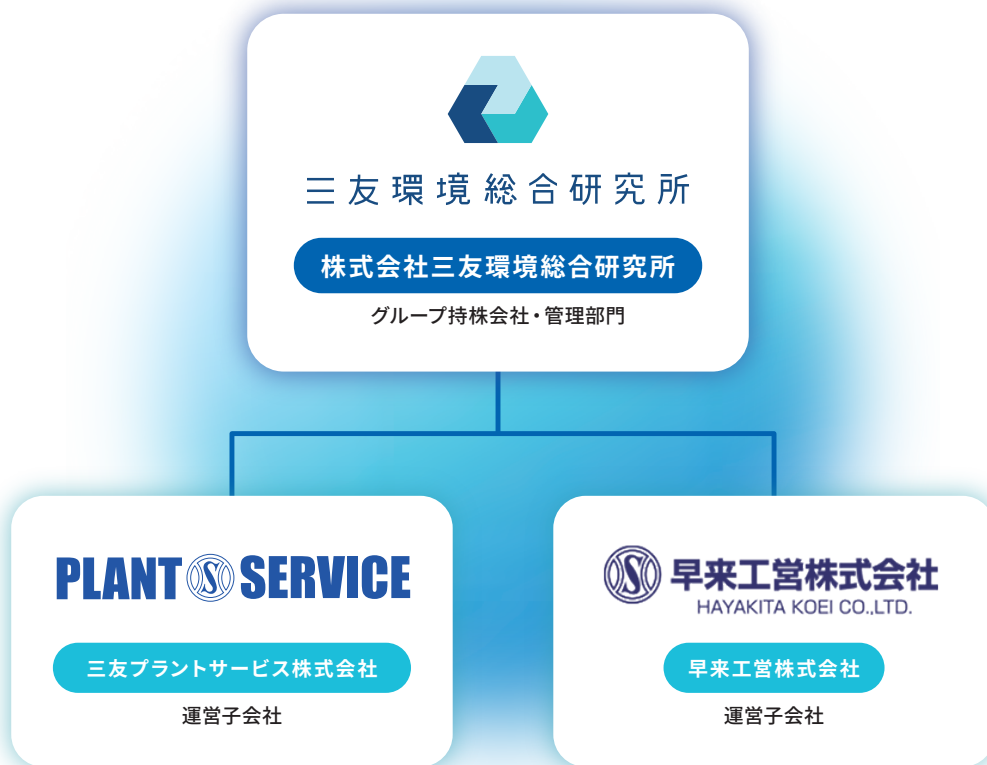 三友環境総合研究所
株式会社三友環境総合研究所
グループ持株会社・管理部門
PLANT S SERVICE
三友プラントサービス株式会社
運営子会社
S 早来工営株式会社
HAYAKITA KOEI CO.,LTD.
早来工営株式会社
運営子会社